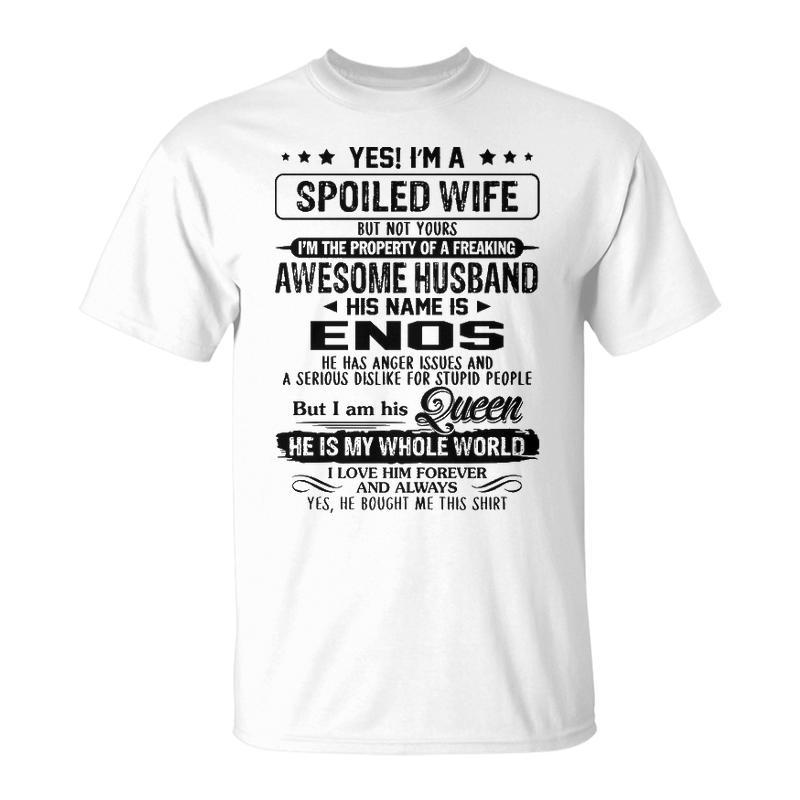 YES! I'M A
SPOILED WIFE
BUT NOT YOURS
I'M THE PROPERTY OF A FREAKING
AWESOME HUSBAND
HIS NAME IS
ENOS
HE HAS ANGER ISSUES AND
A SERIOUS DISLIKE FOR STUPID PEOPLE
But I am his Queen
HE IS MY WHOLE WORLD
I LOVE HIM FOREVER
AND ALWAYS
YES, HE BOUGHT ME THIS SHIRT